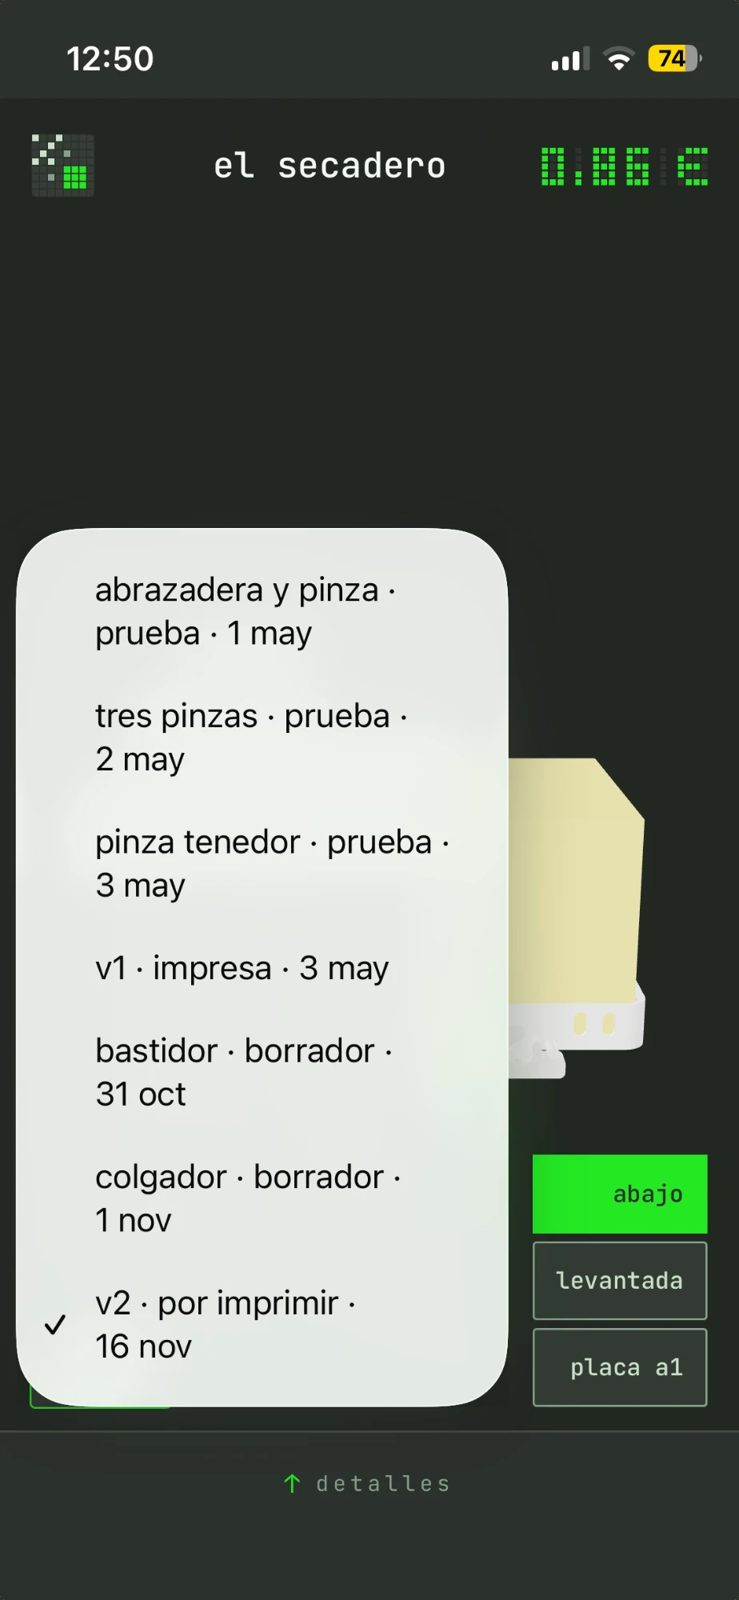 12:50
74
el secadero
0.86 €
abrazadera y pinza ·
prueba · 1 may
tres pinzas · prueba ·
2 may
pinza tenedor · prueba ·
3 may
v1 · impresa · 3 may
bastidor · borrador ·
31 oct
colgador · borrador ·
1 nov
✓ v2 · por imprimir ·
16 nov
abajo
levantada
placa a1
↑ detalles